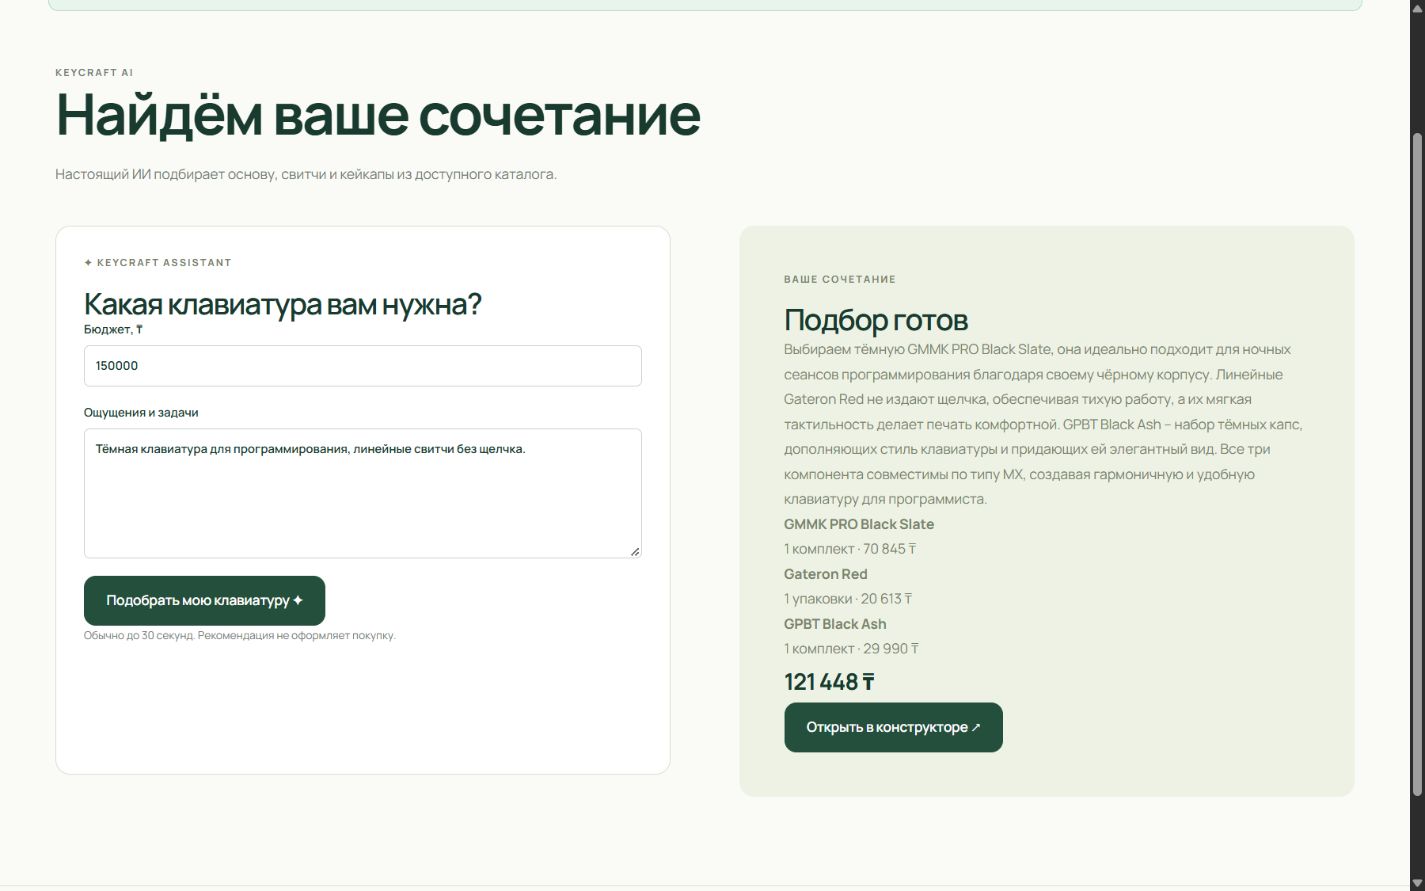 KEYCRAFT AI
Найдём ваше сочетание
Настоящий ИИ подбирает основу, свитчи и кейкапы из доступного каталога.
✦ KEYCRAFT ASSISTANT
Какая клавиатура вам нужна?
Бюджет, ₸
150000
Ощущения и задачи
Тёмная клавиатура для программирования, линейные свитчи без щелчка.
Подобрать мою клавиатуру ✦
Обычно до 30 секунд. Рекомендация не оформляет покупку.
ВАШЕ СОЧЕТАНИЕ
Подбор готов
Выбираем тёмную GMMK PRO Black Slate, она идеально подходит для ночных
сеансов программирования благодаря своему чёрному корпусу. Линейные
Gateron Red не издают щелчка, обеспечивая тихую работу, а их мягкая
тактильность делает печать комфортной. GPBT Black Ash – набор тёмных капс,
дополняющих стиль клавиатуры и придающих ей элегантный вид. Все три
компонента совместимы по типу MX, создавая гармоничную и удобную
клавиатуру для программиста.
GMMK PRO Black Slate
1 комплект · 70 845 ₸
Gateron Red
1 упаковки · 20 613 ₸
GPBT Black Ash
1 комплект · 29 990 ₸
121 448 ₸
Открыть в конструкторе ↗